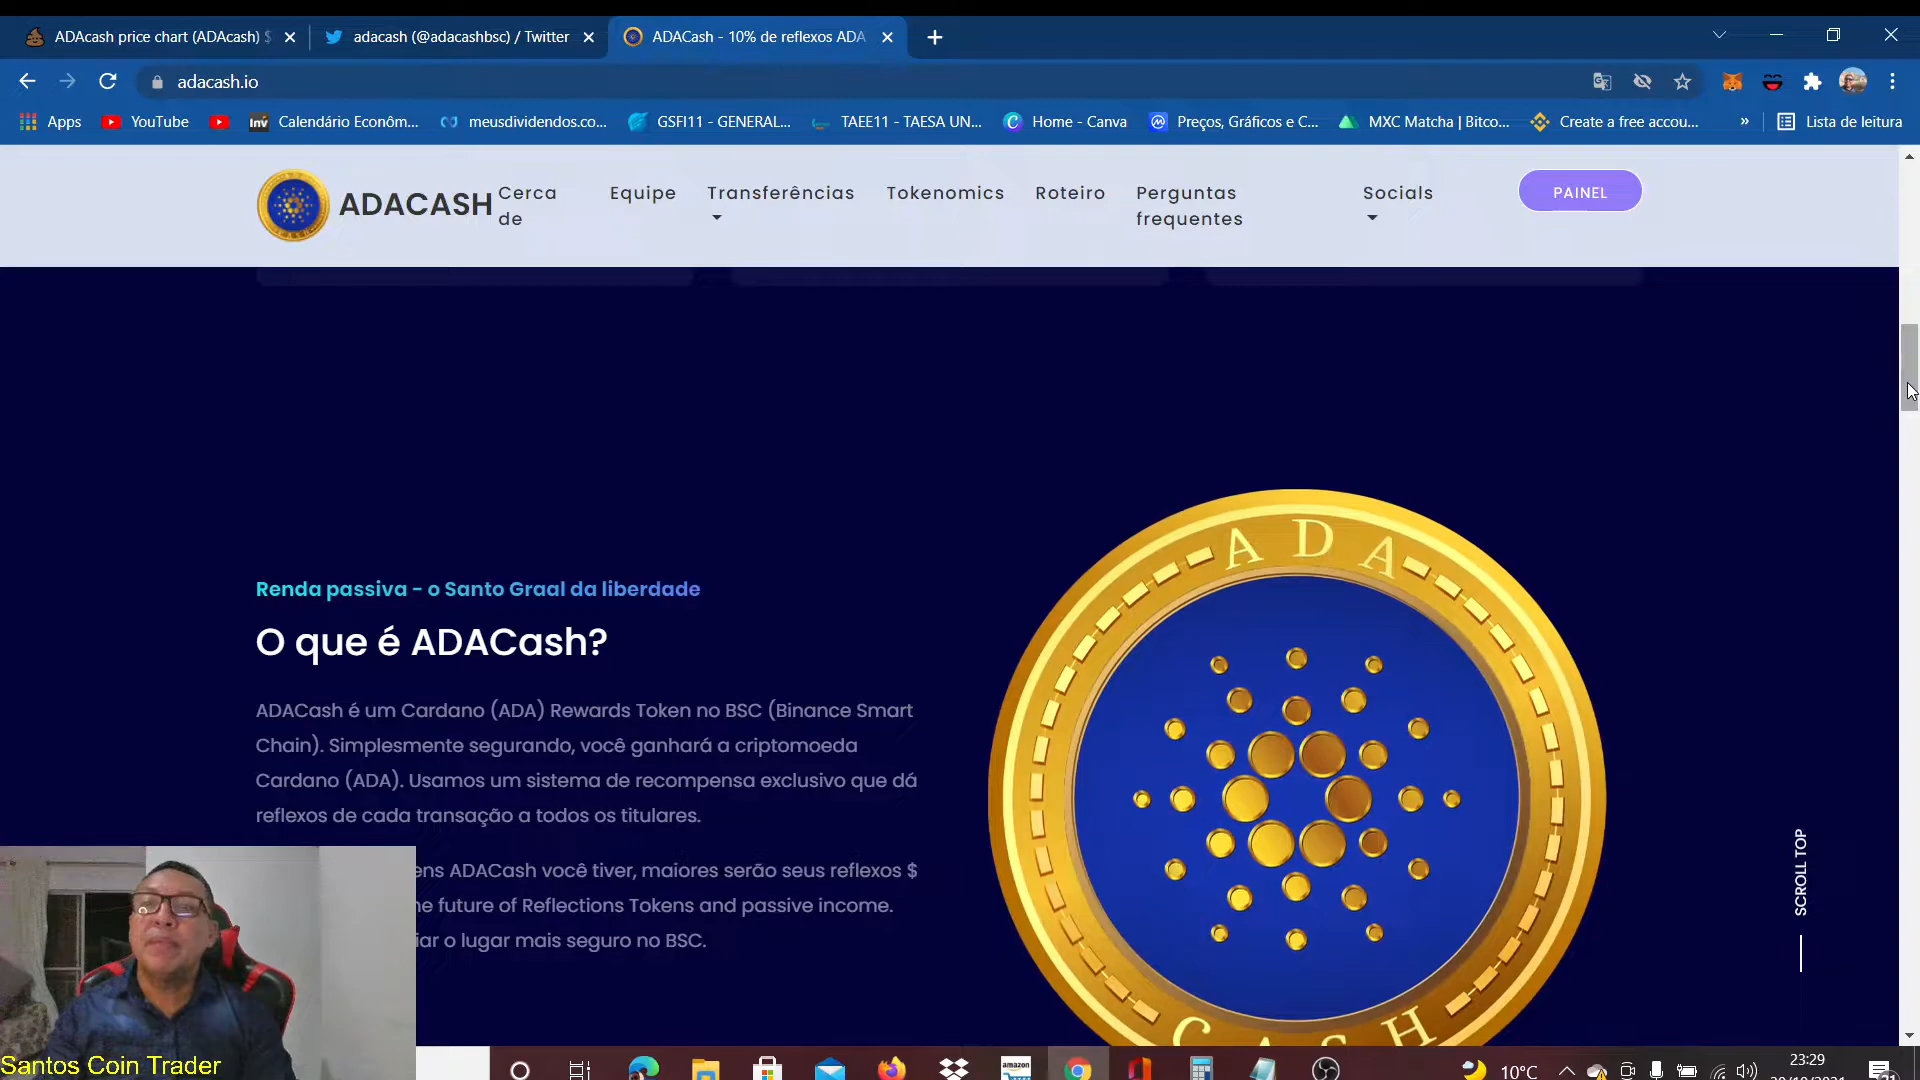 ADAcash price chart (ADAcash) $
adacash (@adacashbsc) / Twitter
ADACash - 10% de reflexos ADA
adacash.io
Apps
YouTube
Inv
Calendário Econôm...
meusdividendos.co...
GSFI11 - GENERAL...
TAEE11 - TAESA UN...
Home - Canva
Preços, Gráficos e C...
MXC Matcha | Bitco...
Create a free accou...
»
Lista de leitura
ADACASH
Cerca de
Equipe
Transferências
Tokenomics
Roteiro
Perguntas frequentes
Socials
PAINEL
Renda passiva - o Santo Graal da liberdade
O que é ADACash?
ADACash é um Cardano (ADA) Rewards Token no BSC (Binance Smart
Chain). Simplesmente segurando, você ganhará a criptomoeda
Cardano (ADA). Usamos um sistema de recompensa exclusivo que dá
reflexos de cada transação a todos os titulares.
ens ADACash você tiver, maiores serão seus reflexos $
ne future of Reflections Tokens and passive income.
iar o lugar mais seguro no BSC.
ADA
CASH
SCROLL TOP
Santos Coin Trader
amazon
10°C
23:29